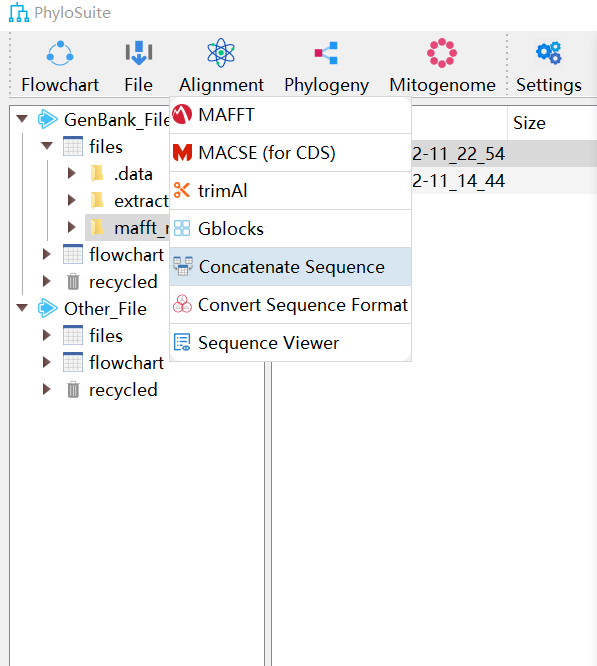 PhyloSuite
Flowchart File Alignment Phylogeny Mitogenome Settings
GenBank_File
files
.data
extract
mafft_r
flowchart
recycled
Other_File
files
flowchart
recycled
MAFFT
MACSE (for CDS)
trimAl
Gblocks
Concatenate Sequence
Convert Sequence Format
Sequence Viewer
Size
2-11_22_54
2-11_14_44